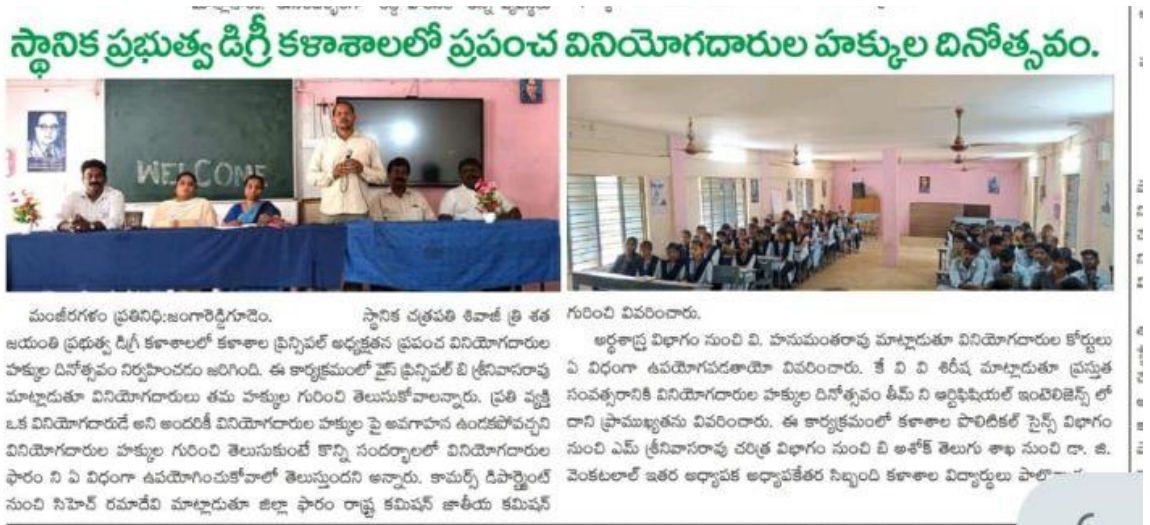 స్థానిక ప్రభుత్వ డిగ్రీ కళాశాలలో ప్రపంచ వినియోగదారుల హక్కుల దినోత్సవం.
WELCOME
మంజీరగళం ప్రతినిధి:జంగారెడ్డిగూడెం. స్థానిక చత్రపతి శివాజీ త్రి శత
జయంతి ప్రభుత్వ డిగ్రీ కళాశాలలో కళాశాల ప్రిన్సిపల్ అధ్యక్షతన ప్రపంచ వినియోగదారుల
హక్కుల దినోత్సవం నిర్వహించడం జరిగింది. ఈ కార్యక్రమంలో వైస్ ప్రిన్సిపల్ బి శ్రీనివాసరావు
మాట్లాడుతూ వినియోగదారులు తమ హక్కుల గురించి తెలుసుకోవాలన్నారు. ప్రతి వ్యక్తి
ఒక వినియోగదారుడే అని అందరికీ వినియోగదారుల హక్కుల పై అవగాహన ఉండకపోవచ్చని
వినియోగదారుల హక్కుల గురించి తెలుసుకుంటే కొన్ని సందర్భాలలో వినియోగదారుల
ఫారం ని ఏ విధంగా ఉపయోగించుకోవాలో తెలుస్తుందని అన్నారు. కామర్స్ డిపార్ట్మెంట్
నుంచి సిహెచ్ రమాదేవి మాట్లాడుతూ జిల్లా ఫారం రాష్ట్ర కమిషన్ జాతీయ కమిషన్
గురించి వివరించారు.
అర్థశాస్త్ర విభాగం నుంచి వి. హనుమంతరావు మాట్లాడుతూ వినియోగదారుల కోర్టులు
ఏ విధంగా ఉపయోగపడతాయో వివరించారు. కే వి వి శిరీష మాట్లాడుతూ ప్రస్తుత
సంవత్సరానికి వినియోగదారుల హక్కుల దినోత్సవం తీమ్ ని ఆర్టిఫిషియల్ ఇంటెలిజెన్స్ లో
దాని ప్రాముఖ్యతను వివరించారు. ఈ కార్యక్రమంలో కళాశాల పొలిటికల్ సైన్స్ విభాగం
నుంచి ఎమ్ శ్రీనివాసరావు చరిత్ర విభాగం నుంచి బి అశోక్ తెలుగు శాఖ నుంచి డా. జి.
వెంకటలాల్ ఇతర అధ్యాపక అధ్యాపకేతర సిబ్బంది కళాశాల విద్యార్థులు